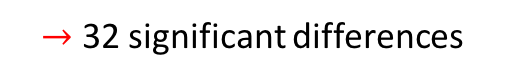 → 32 significant differences